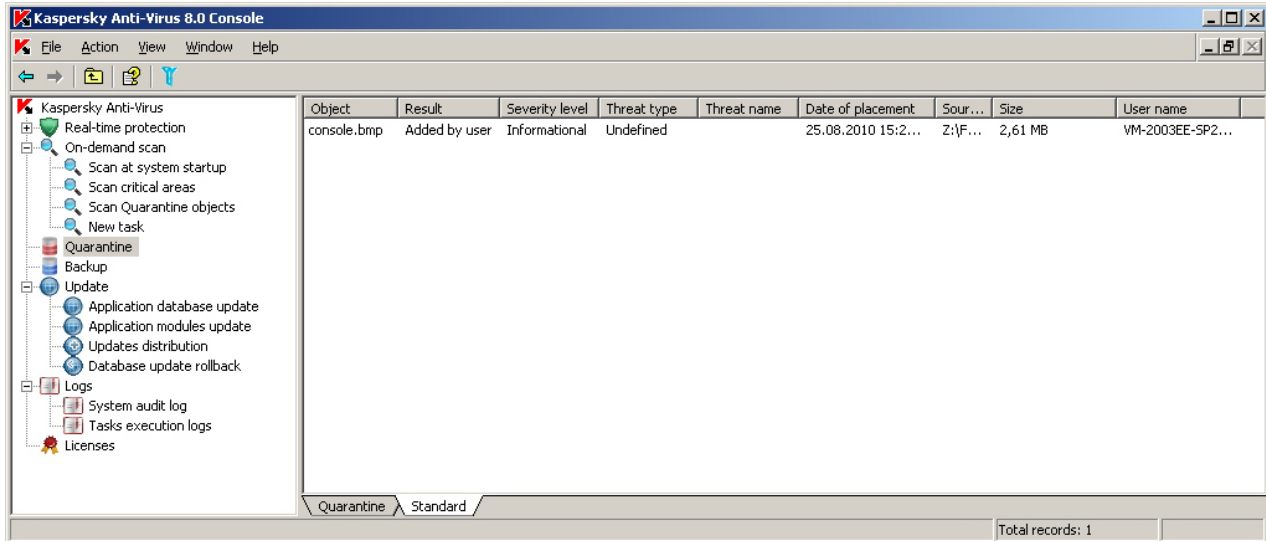 Kaspersky Anti-Virus 8.0 Console
File Action View Window Help
Kaspersky Anti-Virus
Real-time protection
On-demand scan
Scan at system startup
Scan critical areas
Scan Quarantine objects
New task
Quarantine
Backup
Update
Application database update
Application modules update
Updates distribution
Database update rollback
Logs
System audit log
Tasks execution logs
Licenses
Object Result Severity level Threat type Threat name Date of placement Sour... Size User name
console.bmp Added by user Informational Undefined 25.08.2010 15:2... Z:\F... 2,61 MB VM-2003EE-SP2...
Quarantine Standard
Total records: 1